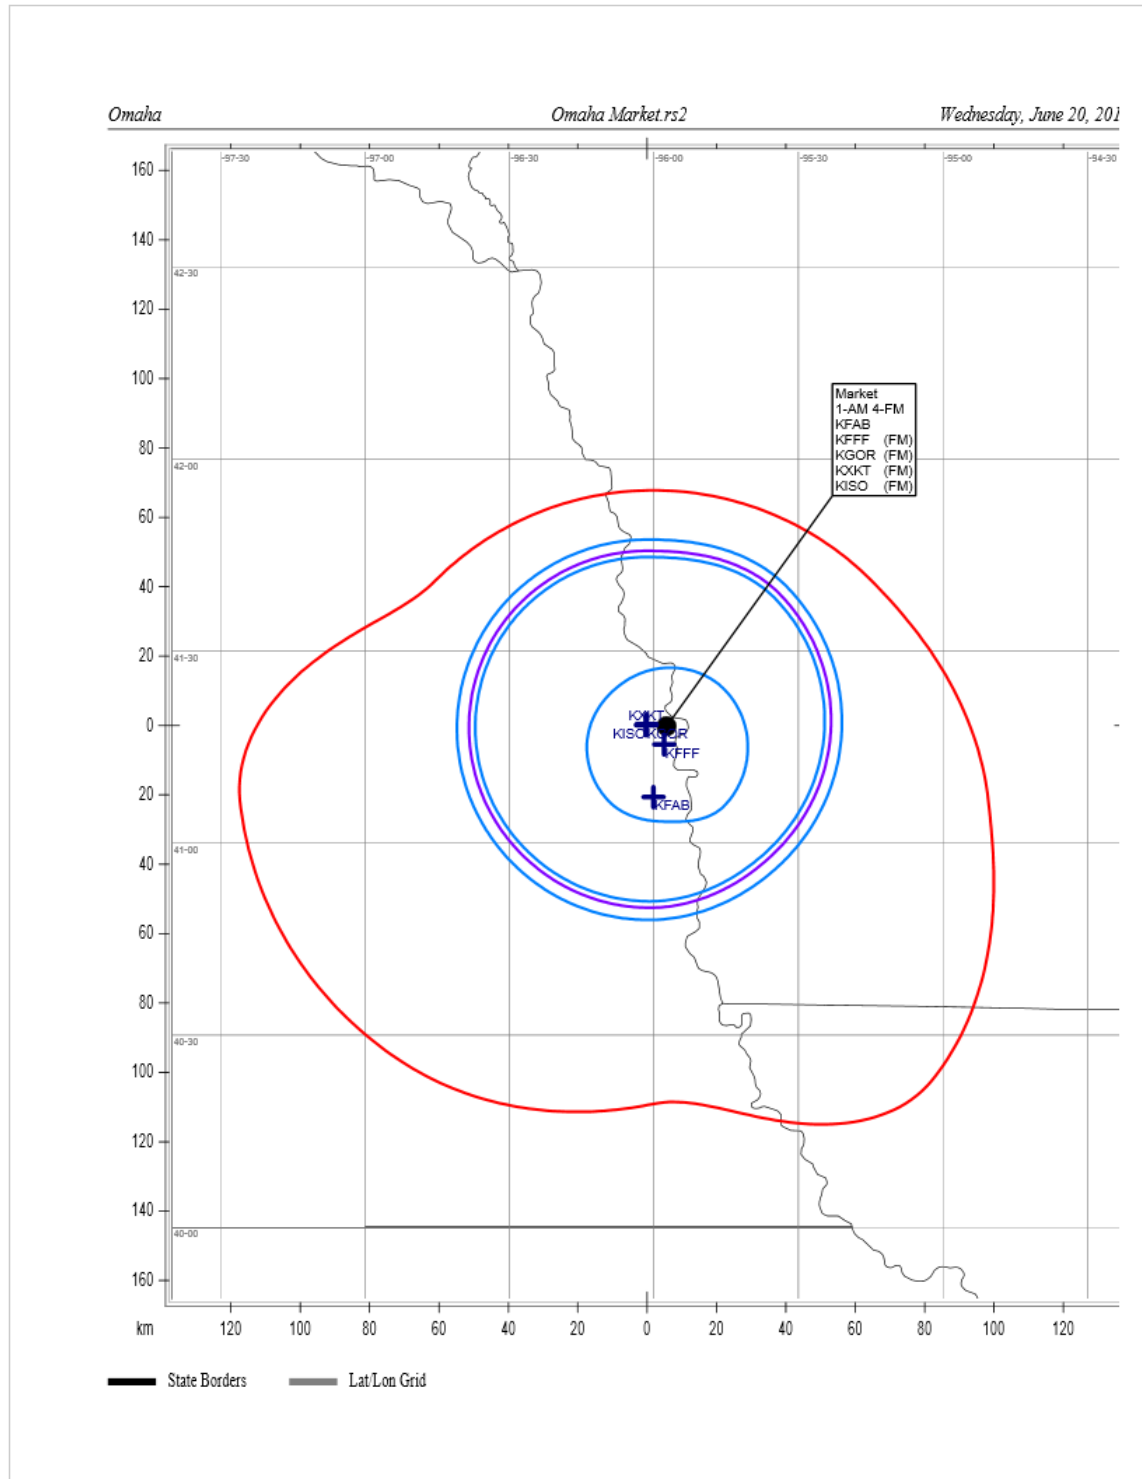 Omaha Omaha Market.rs2 Wednesday, June 20, 201
-97-30 -97-00 -96-30 -96-00 -95-30 -95-00 -94-30
160
140
42-30
120
100
Market
1-AM 4-FM
KFAB
KFFF (FM)
KGOR (FM)
KXKT (FM)
KISO (FM)
80
42-00
60
40
20
41-30
KXKT
0
KISO KGOR
KFFF
20
KFAB
41-00
40
60
80
40-30
100
120
140
40-00
160
km 120 100 80 60 40 20 0 20 40 60 80 100 120
State Borders Lat/Lon Grid